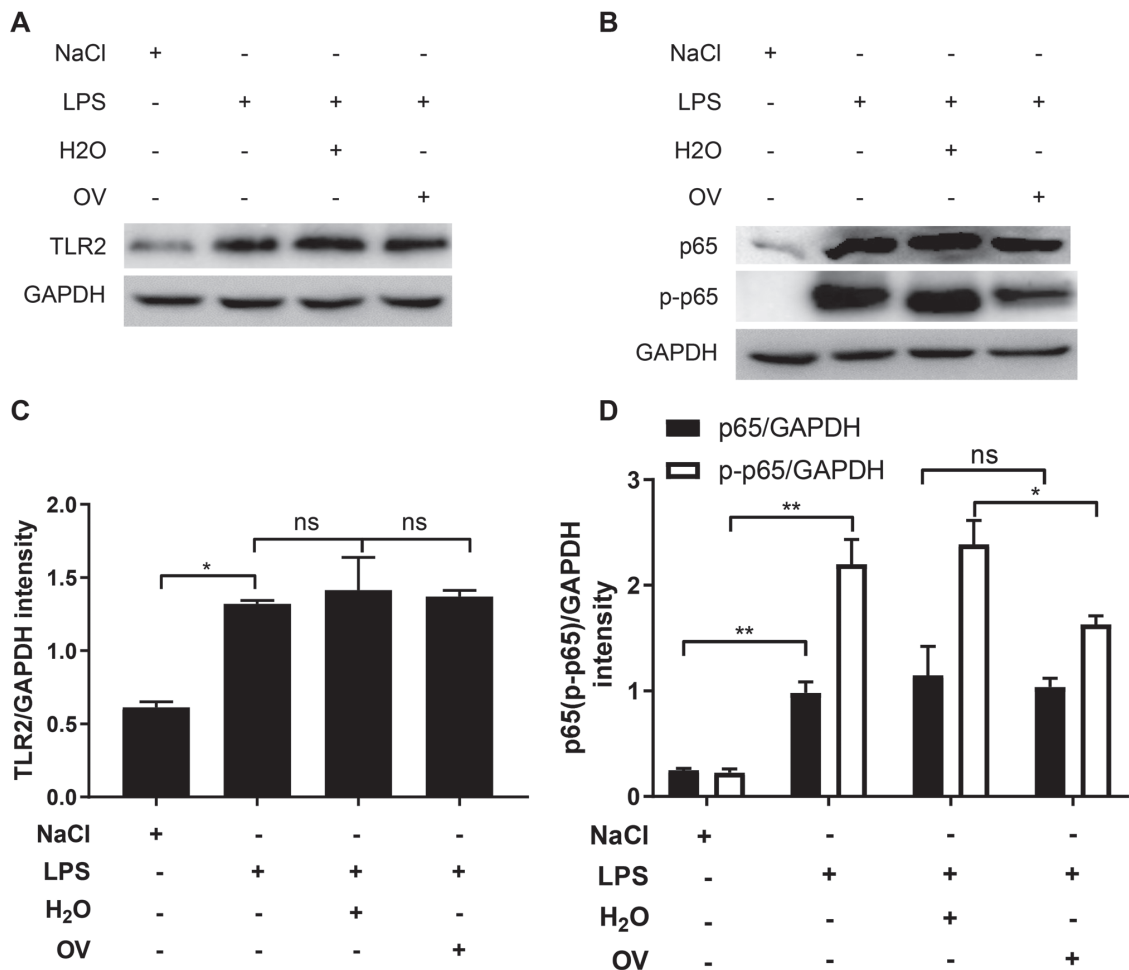 A
NaCl + - - -
LPS - + + +
H2O - - + -
OV - - - +
TLR2
GAPDH
B
NaCl + - - -
LPS - + + +
H2O - - + -
OV - - - +
p65
p-p65
GAPDH
C
TLR2/GAPDH intensity
2.0
1.5
1.0
0.5
0.0
* ns ns
NaCl + - - -
LPS - + + +
H₂O - - + -
OV - - - +
D
p65/GAPDH
p-p65/GAPDH
p65(p-p65)/GAPDH
intensity
3
2
1
0
ns
** *
**
NaCl + - - -
LPS - + + +
H₂O - - + -
OV - - - +